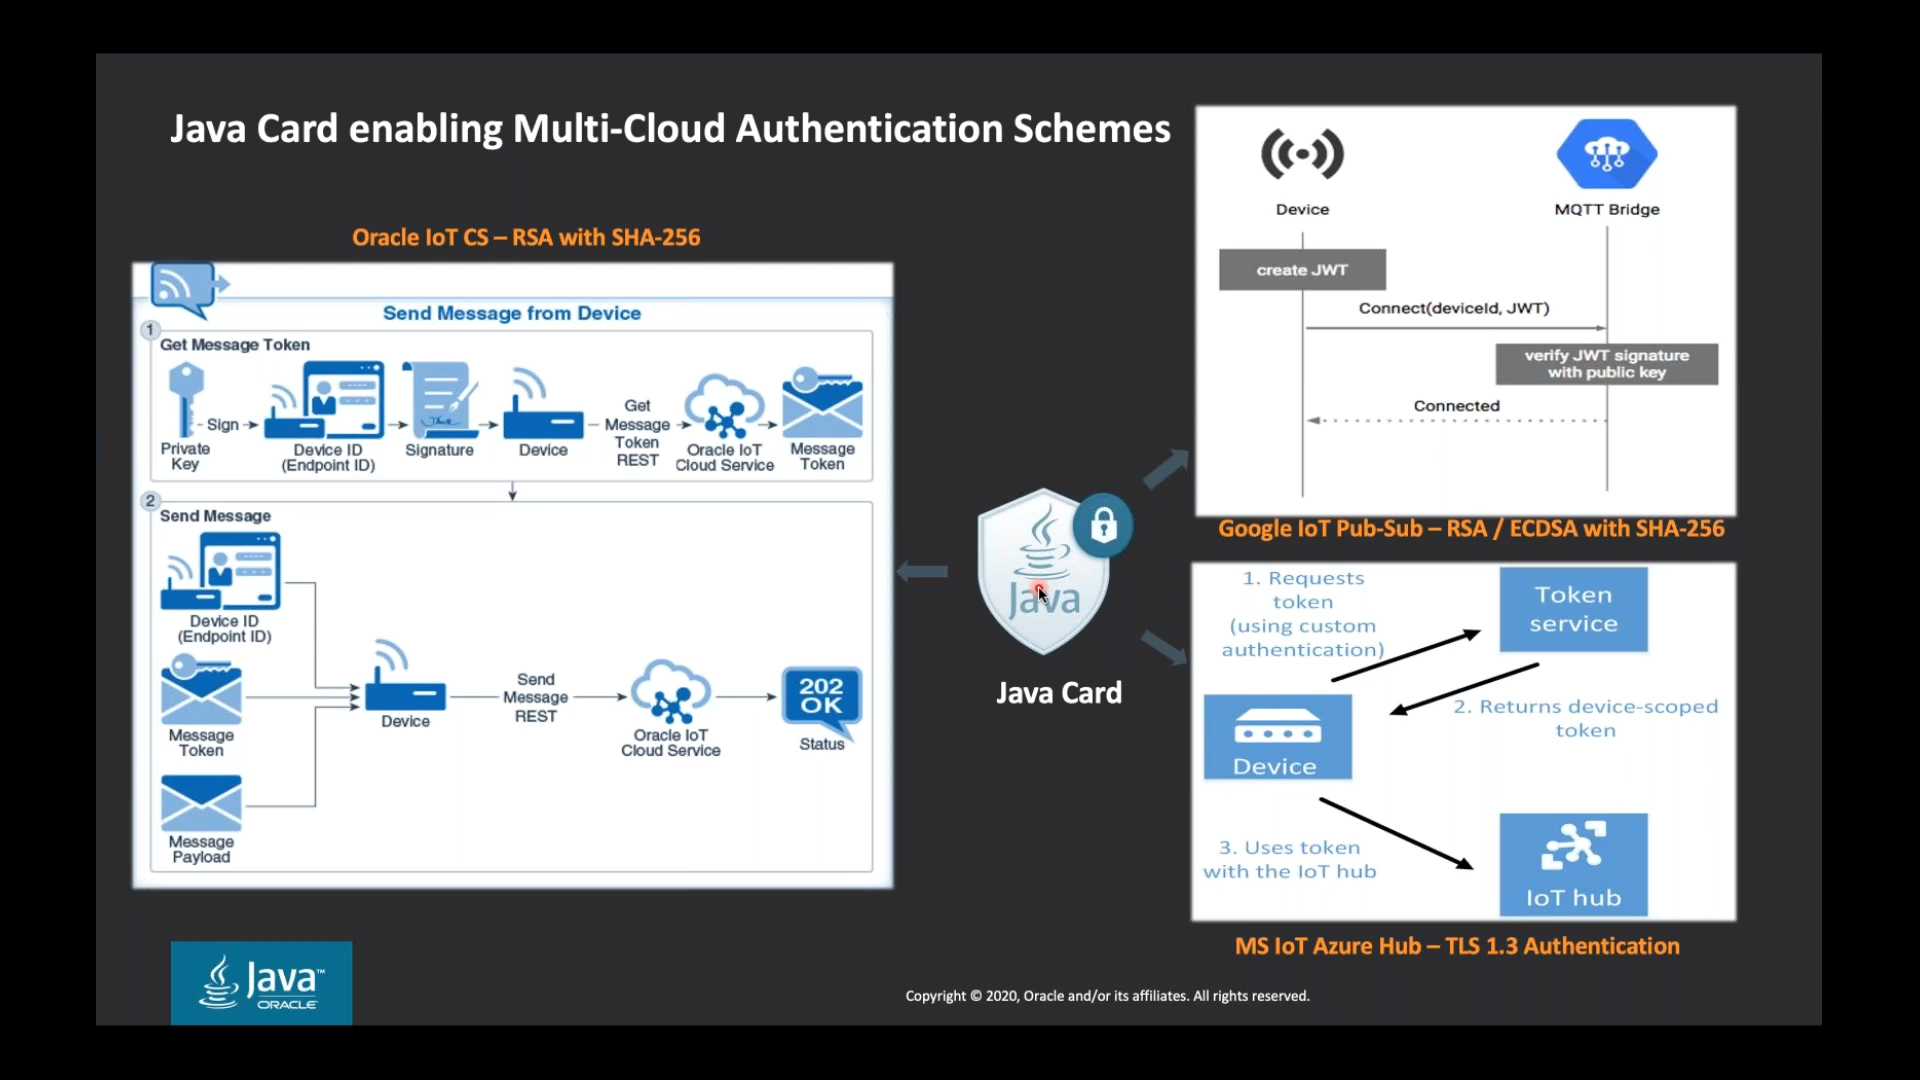 Java Card enabling Multi-Cloud Authentication Schemes
Oracle IoT CS – RSA with SHA-256
Send Message from Device
1
Get Message Token
Private
Key
Sign
Device ID
(Endpoint ID)
Signature
Device
Get
Message
Token
REST
Oracle IoT
Cloud Service
Message
Token
2
Send Message
Device ID
(Endpoint ID)
Message
Token
Message
Payload
Device
Send
Message
REST
Oracle IoT
Cloud Service
202
OK
Status
Java
Java Card
Device
MQTT Bridge
create JWT
Connect(deviceId, JWT)
verify JWT signature
with public key
Connected
Google IoT Pub-Sub – RSA / ECDSA with SHA-256
1. Requests
token
(using custom
authentication)
Token
service
2. Returns device-scoped
token
Device
3. Uses token
with the IoT hub
IoT hub
MS IoT Azure Hub – TLS 1.3 Authentication
Java™
ORACLE
Copyright © 2020, Oracle and/or its affiliates. All rights reserved.